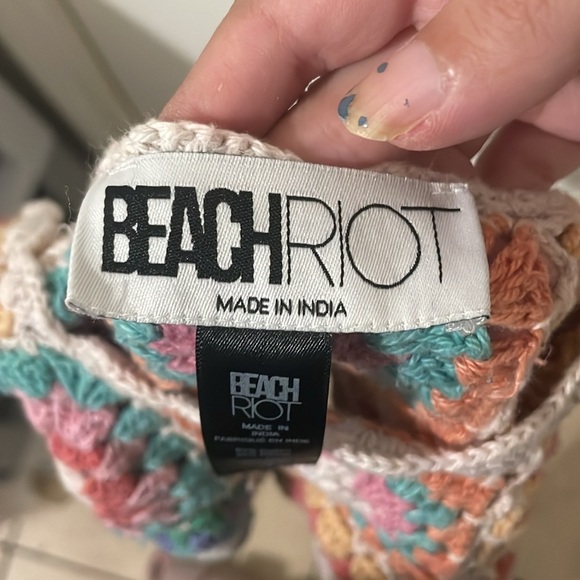 BEACHRIOT
MADE IN INDIA
BEACH
RIOT
MADE IN
INDIA
FABRIQUÉ EN INDE